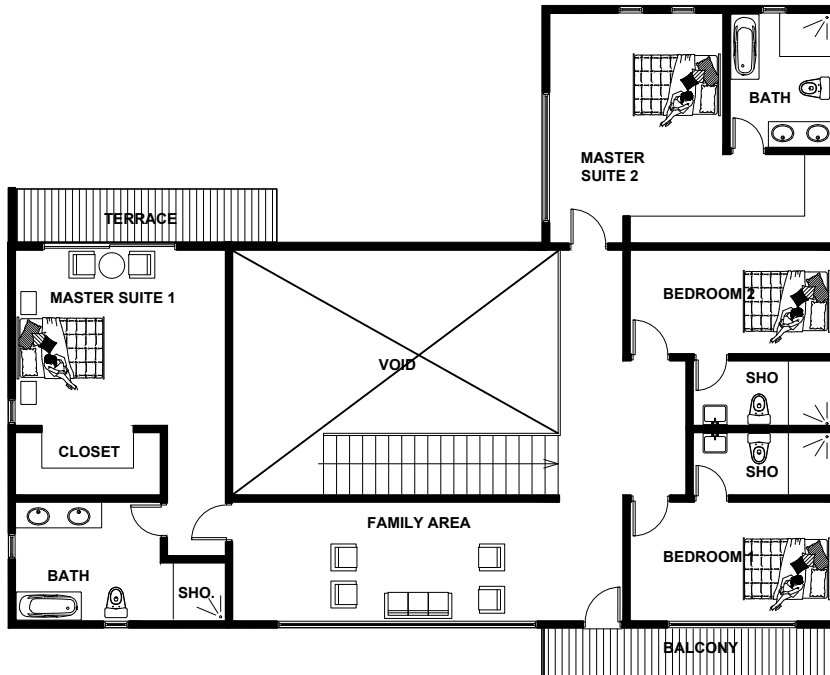 BATH
MASTER
SUITE 2
TERRACE
MASTER SUITE 1
BEDROOM 2
VOID
SHO
CLOSET
SHO
FAMILY AREA
BEDROOM 1
BATH
SHO.
BALCONY